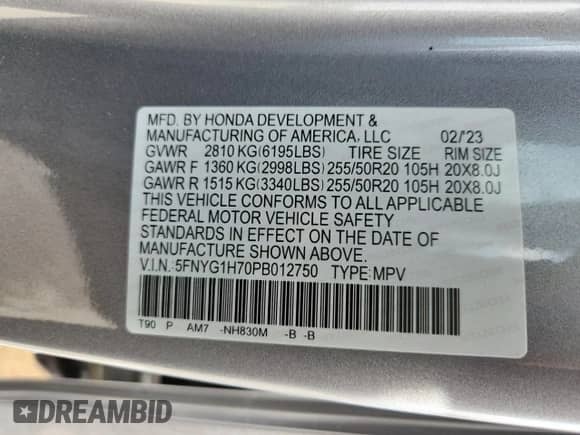 MFD. BY HONDA DEVELOPMENT &
MANUFACTURING OF AMERICA, LLC 02/'23
GVWR 2810 KG(6195LBS) TIRE SIZE RIM SIZE
GAWR F 1360 KG(2998LBS) 255/50R20 105H 20X8.0J
GAWR R 1515 KG(3340LBS) 255/50R20 105H 20X8.0J
THIS VEHICLE CONFORMS TO ALL APPLICABLE
FEDERAL MOTOR VEHICLE SAFETY
STANDARDS IN EFFECT ON THE DATE OF
MANUFACTURE SHOWN ABOVE.
V.I.N.:5FNYG1H70PB012750 TYPE:MPV
T90 P AM7 -NH830M -B -B
DREAMBID